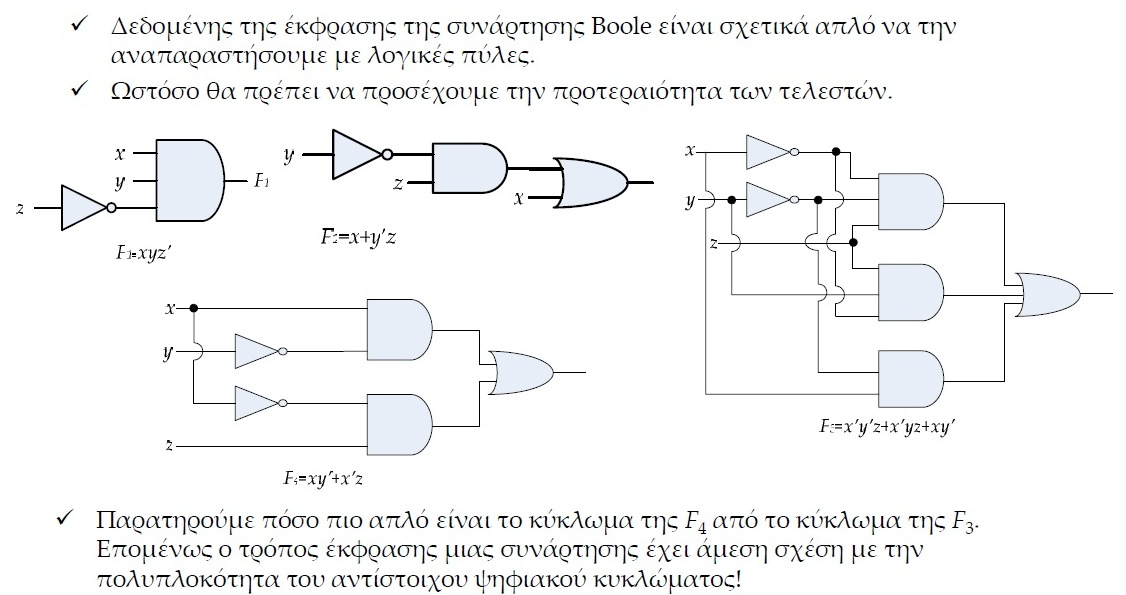 ✓ Δεδομένης της έκφρασης της συνάρτησης Boole είναι σχετικά απλό να την
αναπαραστήσουμε με λογικές πύλες.
✓ Ωστόσο θα πρέπει να προσέχουμε την προτεραιότητα των τελεστών.
x
y
z
F₁
F₁=xyz'
y
z
x
F₂=x+y'z
x
y
z
F₃=x'y'z+x'yz+xy'
x
y
z
F₄=xy'+x'z
✓ Παρατηρούμε πόσο πιο απλό είναι το κύκλωμα της F₄ από το κύκλωμα της F₃.
Επομένως ο τρόπος έκφρασης μιας συνάρτησης έχει άμεση σχέση με την
πολυπλοκότητα του αντίστοιχου ψηφιακού κυκλώματος!